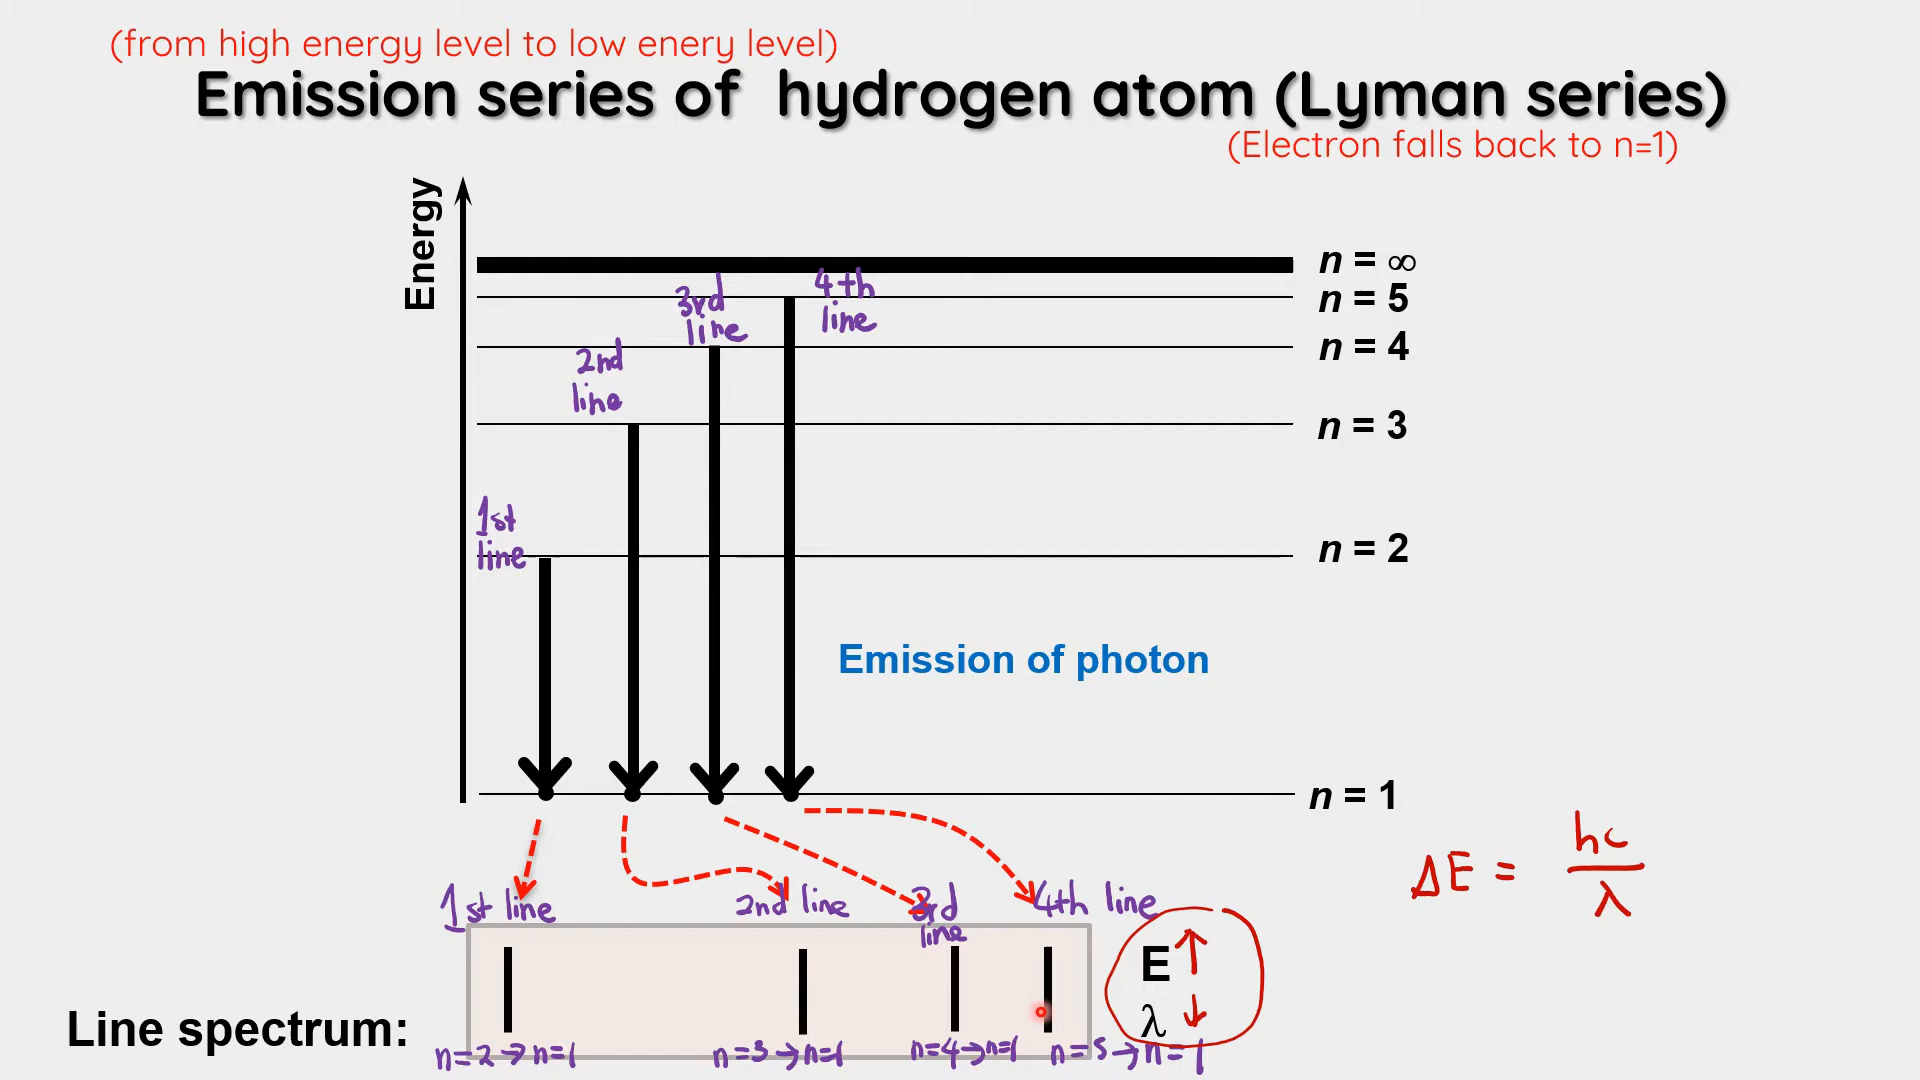 (from high energy level to low enery level)
Emission series of hydrogen atom (Lyman series)
(Electron falls back to n=1)
Energy
n = ∞
4th
line
3rd
line
n = 5
2nd
line
n = 4
n = 3
1st
line
n = 2
Emission of photon
n = 1
ΔE = hc/λ
1st line
2nd line
3rd
line
4th line
E ↑
λ ↓
Line spectrum:
n=2→n=1
n=3→n=1
n=4→n=1
n=5→n=1